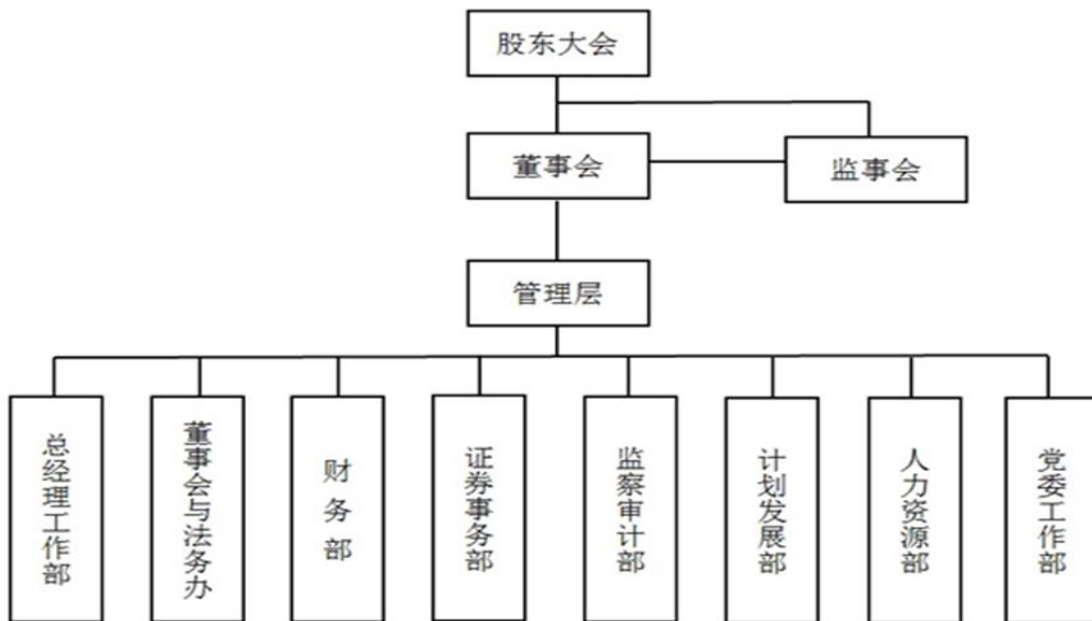 股东大会
董事会
监事会
管理层
总经理工作部
董事会与法务办
财务部
证券事务部
监察审计部
计划发展部
人力资源部
党委工作部